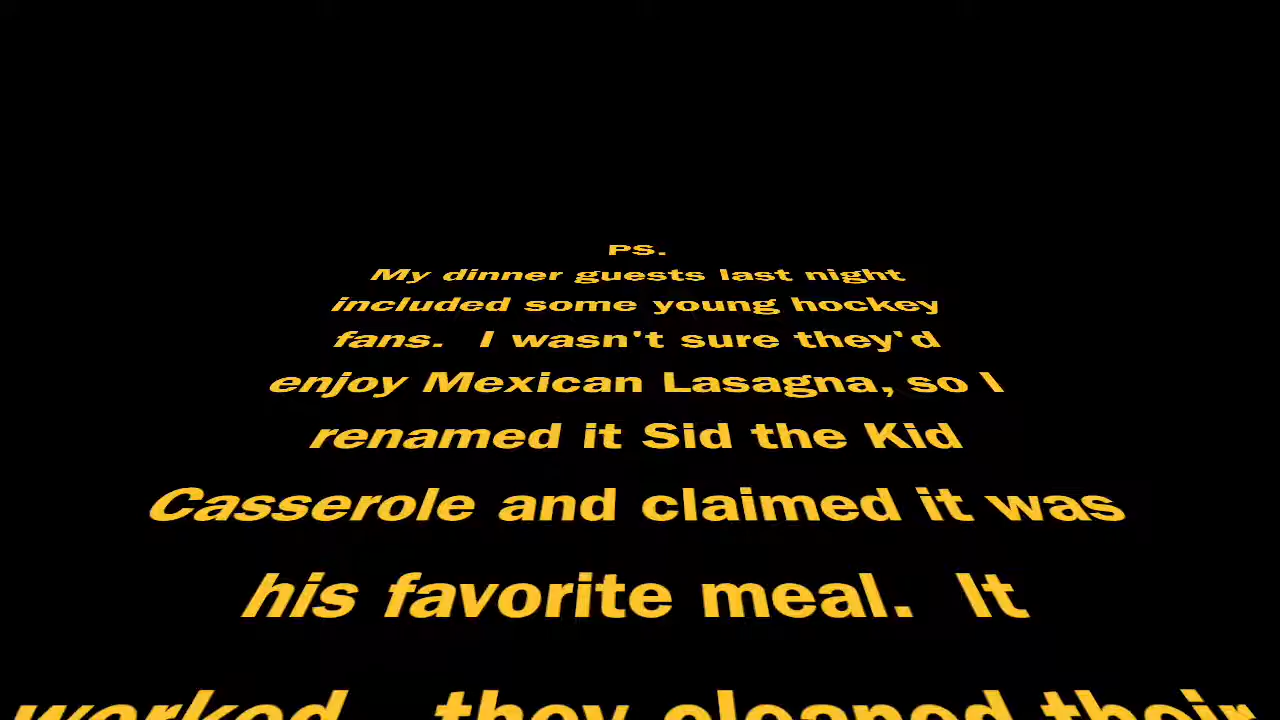 PS.
My dinner guests last night
included some young hockey
fans.  I wasn't sure they'd
enjoy Mexican Lasagna, so I
renamed it Sid the Kid
Casserole and claimed it was
his favorite meal.  It
worked.  they cleaned their